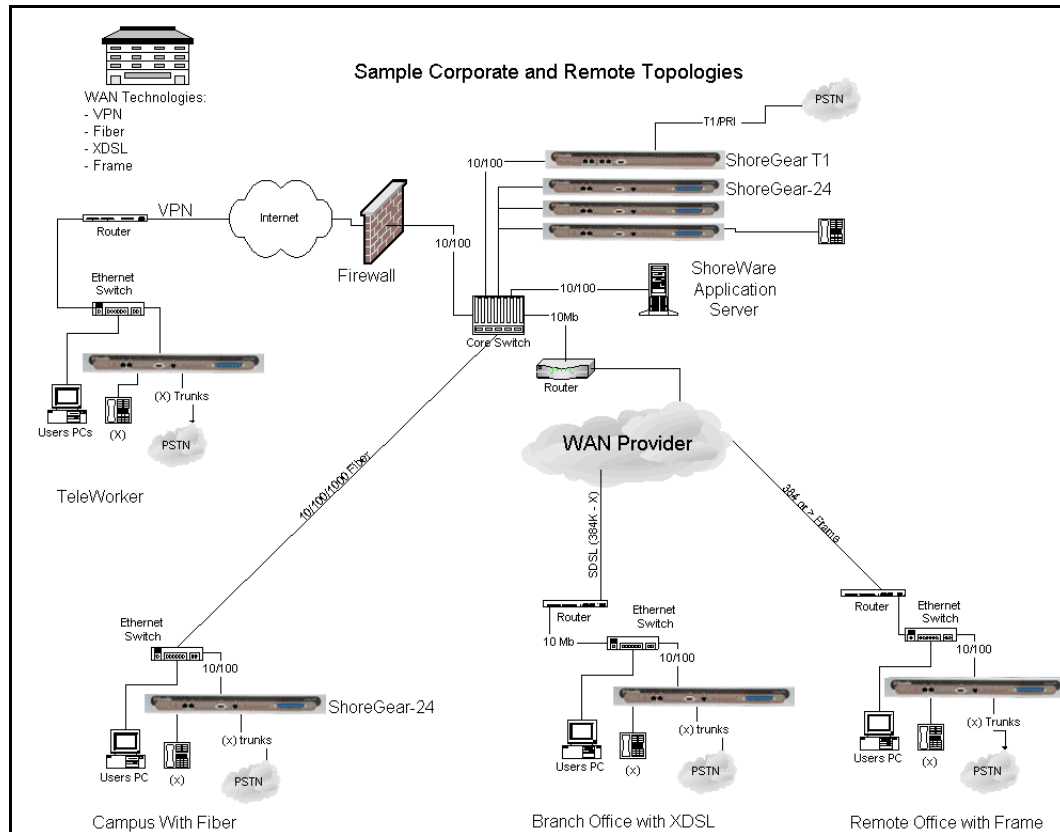 Sample Corporate and Remote Topologies
WAN Technologies:
- VPN
- Fiber
- XDSL
- Frame
PSTN
T1/PRI
10/100
ShoreGear T1
ShoreGear-24
VPN
Internet
Router
Firewall
10/100
Ethernet
Switch
ShoreWare
Application
Server
10/100
10Mb
Core Switch
Router
(X) Trunks
Users PCs
(X)
PSTN
TeleWorker
WAN Provider
10/100/1000 Fiber
SDSL (384K - X)
384 or > Frame
Ethernet
Switch
10/100
ShoreGear-24
(x) trunks
Users PC
(x)
PSTN
Campus With Fiber
Router
10 Mb
Ethernet
Switch
10/100
(x) trunks
Users PC
(x)
PSTN
Branch Office with XDSL
Router
Ethernet
Switch
10/100
(x) Trunks
Users PC
(x)
PSTN
Remote Office with Frame